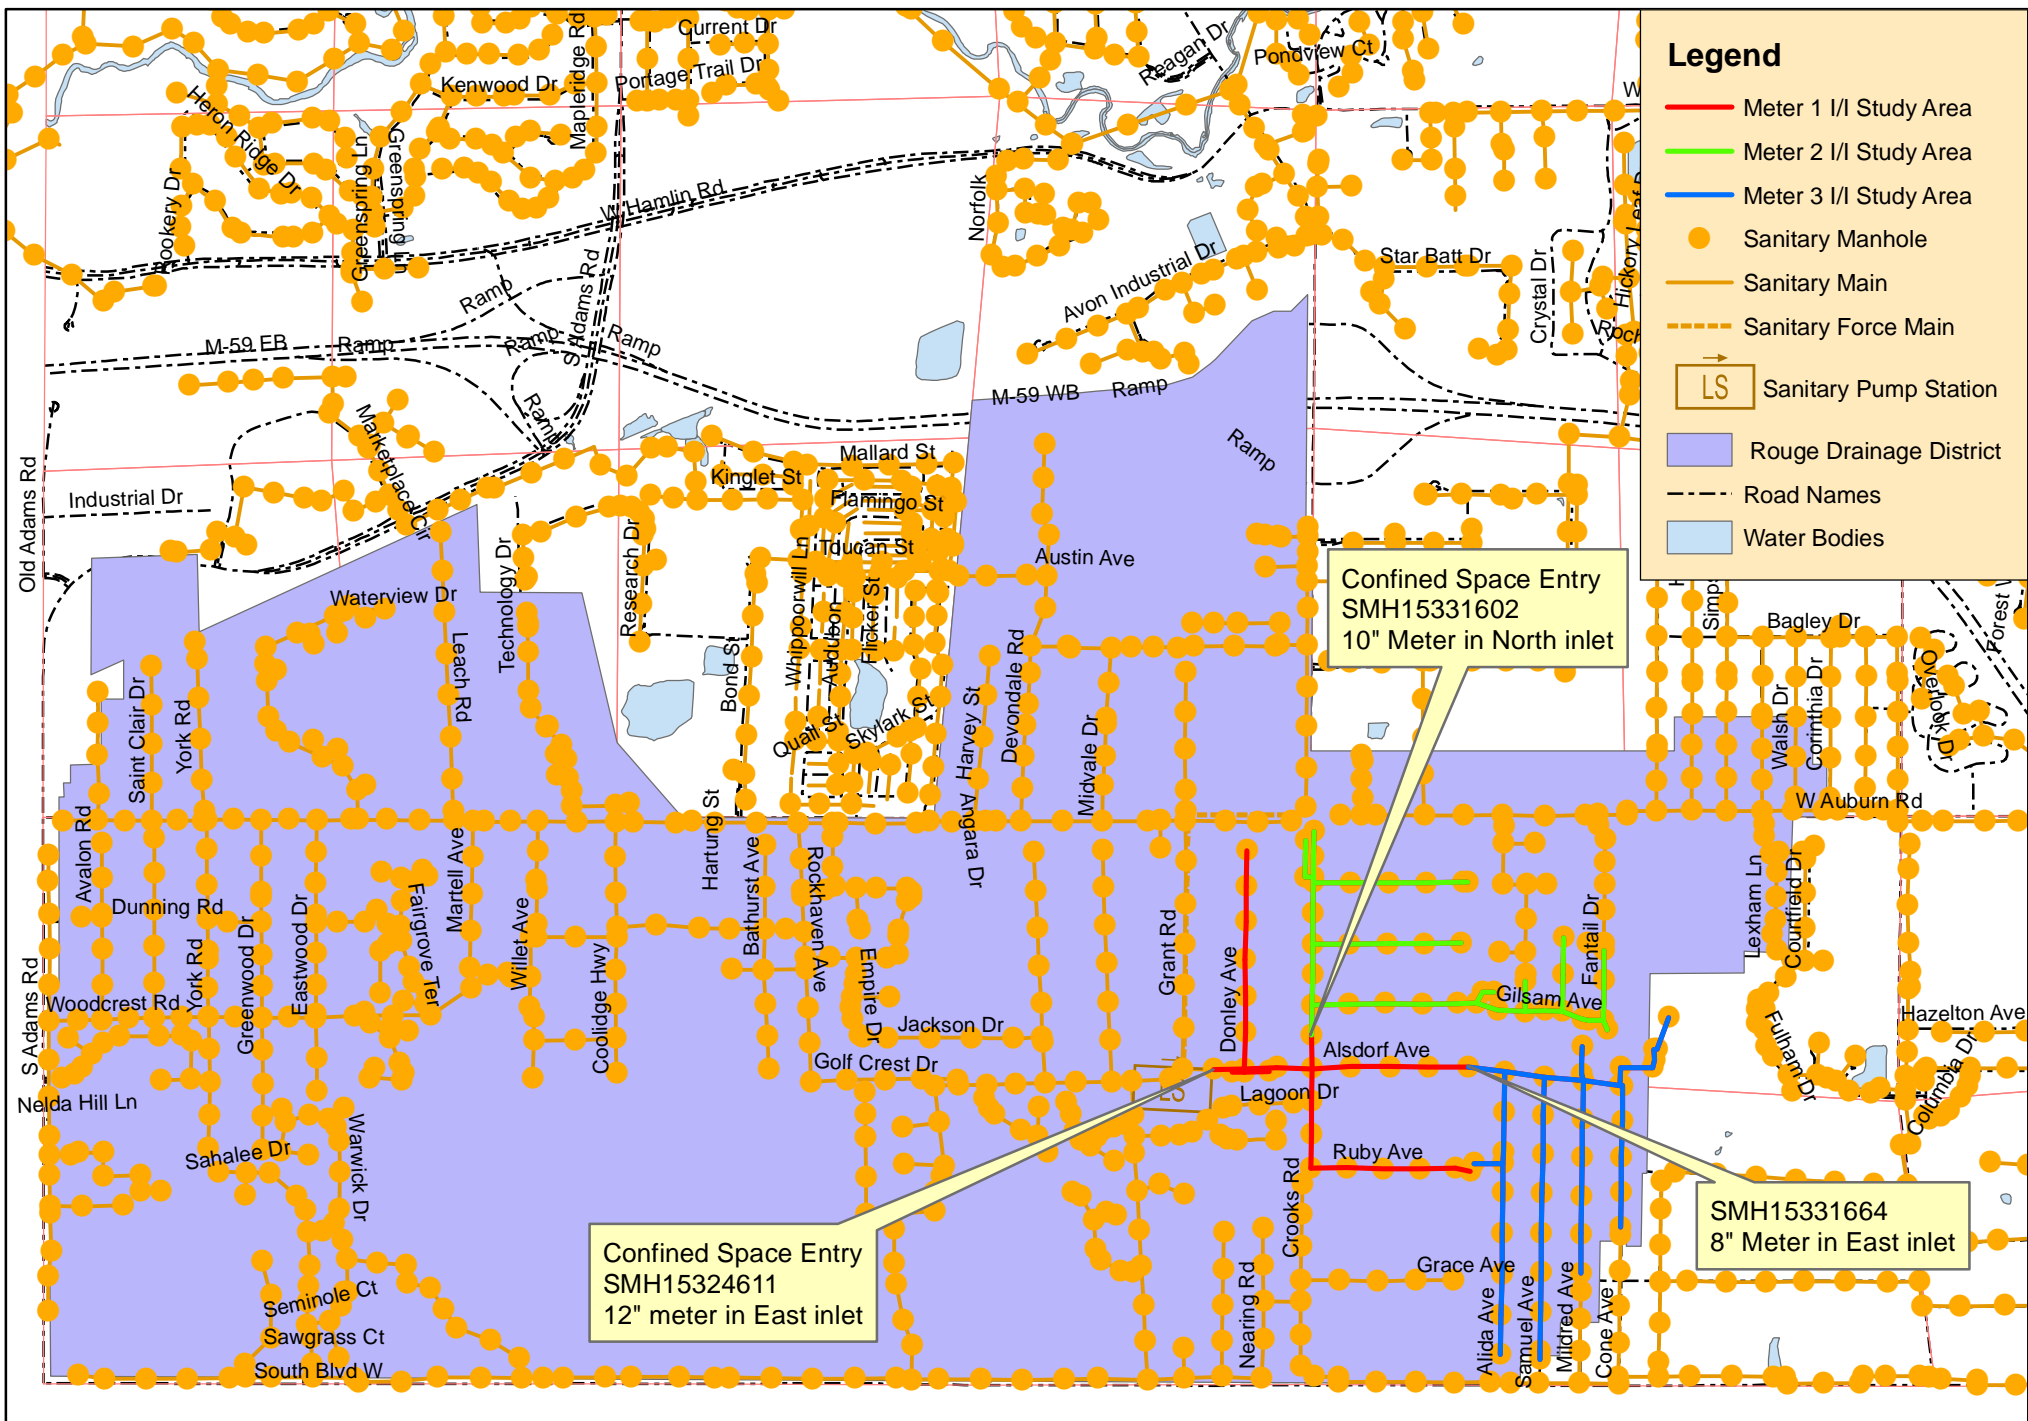 Legend
Meter 1 I/I Study Area
Meter 2 I/I Study Area
Meter 3 I/I Study Area
Sanitary Manhole
Sanitary Main
Sanitary Force Main
LS
Sanitary Pump Station
Rouge Drainage District
Road Names
Water Bodies
Current Dr
Kenwood Dr
Portage Trail Dr
Mapleridge Rd
Reagan Dr
Pondview Ct
Heron Ridge Dr
Rookery Dr
Greenspring Ln
Greenspring Ln
W Hamlin Rd
Norfolk
Avon Industrial Dr
Star Batt Dr
Crystal Dr
S Adams Rd
Ramp
Ramp
Ramp
Ramp
Ramp
M-59 EB
M-59 WB
Ramp
Ramp
Marketplace Cir
Industrial Dr
Old Adams Rd
Mallard St
Kinglet St
Flamingo St
Toucan St
Whippoorwill Ln
Audubon
Flicker St
Quail St
Skylark St
Bond St
Research Dr
Technology Dr
Waterview Dr
Leach Rd
Austin Ave
Devondale Rd
Harvey St
Midvale Dr
Angara Dr
Saint Clair Dr
York Rd
Avalon Rd
Confined Space Entry
SMH15331602
10" Meter in North inlet
Bagley Dr
Walsh Dr
Corinthia Dr
Overlook Dr
W Auburn Rd
Hartung St
Bathurst Ave
Rockhaven Ave
Martell Ave
Willet Ave
Coolidge Hwy
Fairgrove Ter
Dunning Rd
York Rd
Greenwood Dr
Eastwood Dr
Woodcrest Rd
S Adams Rd
Nelda Hill Ln
Empire Dr
Jackson Dr
Golf Crest Dr
Grant Rd
Donley Ave
Gilsam Ave
Fantail Dr
Lexham Ln
Courtfield Dr
Fulham Dr
Hazelton Ave
Columbia Dr
Alsdorf Ave
Lagoon Dr
LS
Ruby Ave
Crooks Rd
Nearing Rd
Grace Ave
Alida Ave
Samuel Ave
Mildred Ave
Cone Ave
Sahalee Dr
Warwick Dr
Seminole Ct
Sawgrass Ct
South Blvd W
Confined Space Entry
SMH15324611
12" meter in East inlet
SMH15331664
8" Meter in East inlet